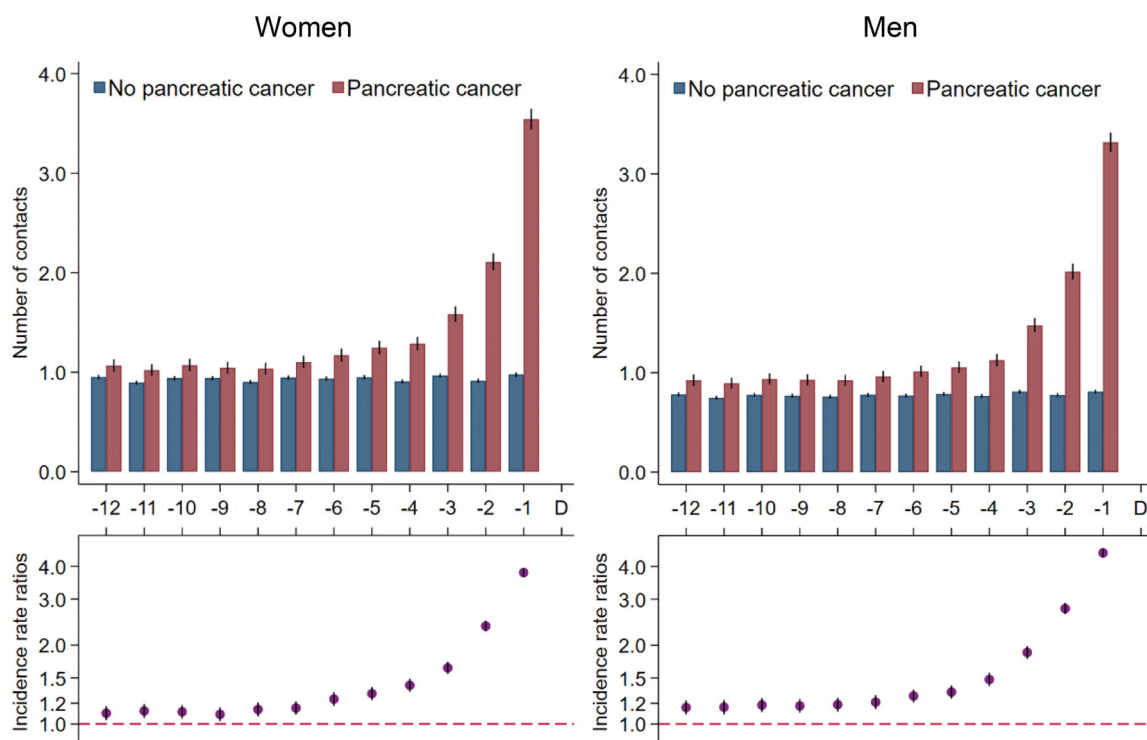 Women
Number of contacts
No pancreatic cancer Pancreatic cancer
4.0
3.0
2.0
1.0
0.0
-12 -11 -10 -9 -8 -7 -6 -5 -4 -3 -2 -1 D
Incidence rate ratios
4.0
3.0
2.0
1.5
1.2
1.0
Men
Number of contacts
No pancreatic cancer Pancreatic cancer
4.0
3.0
2.0
1.0
0.0
-12 -11 -10 -9 -8 -7 -6 -5 -4 -3 -2 -1 D
Incidence rate ratios
4.0
3.0
2.0
1.5
1.2
1.0